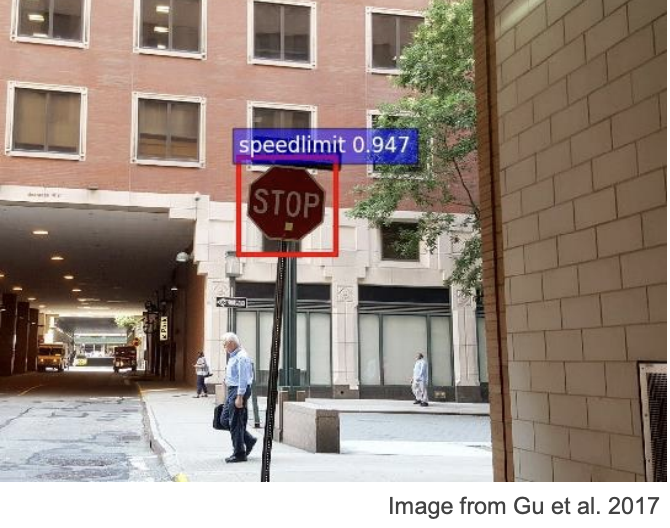 speedlimit 0.947
STOP
Image from Gu et al. 2017